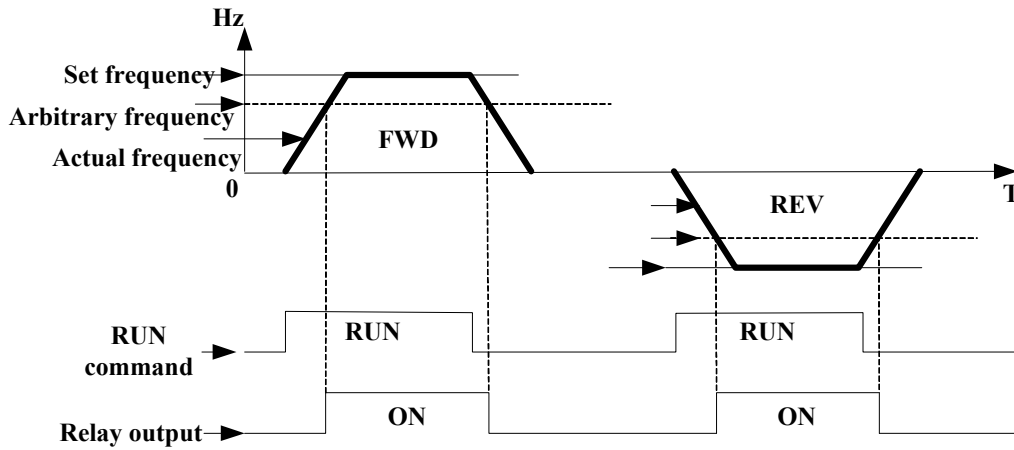 Hz
Set frequency
Arbitrary frequency
FWD
Actual frequency
0
T
REV
RUN
command
RUN
RUN
Relay output
ON
ON